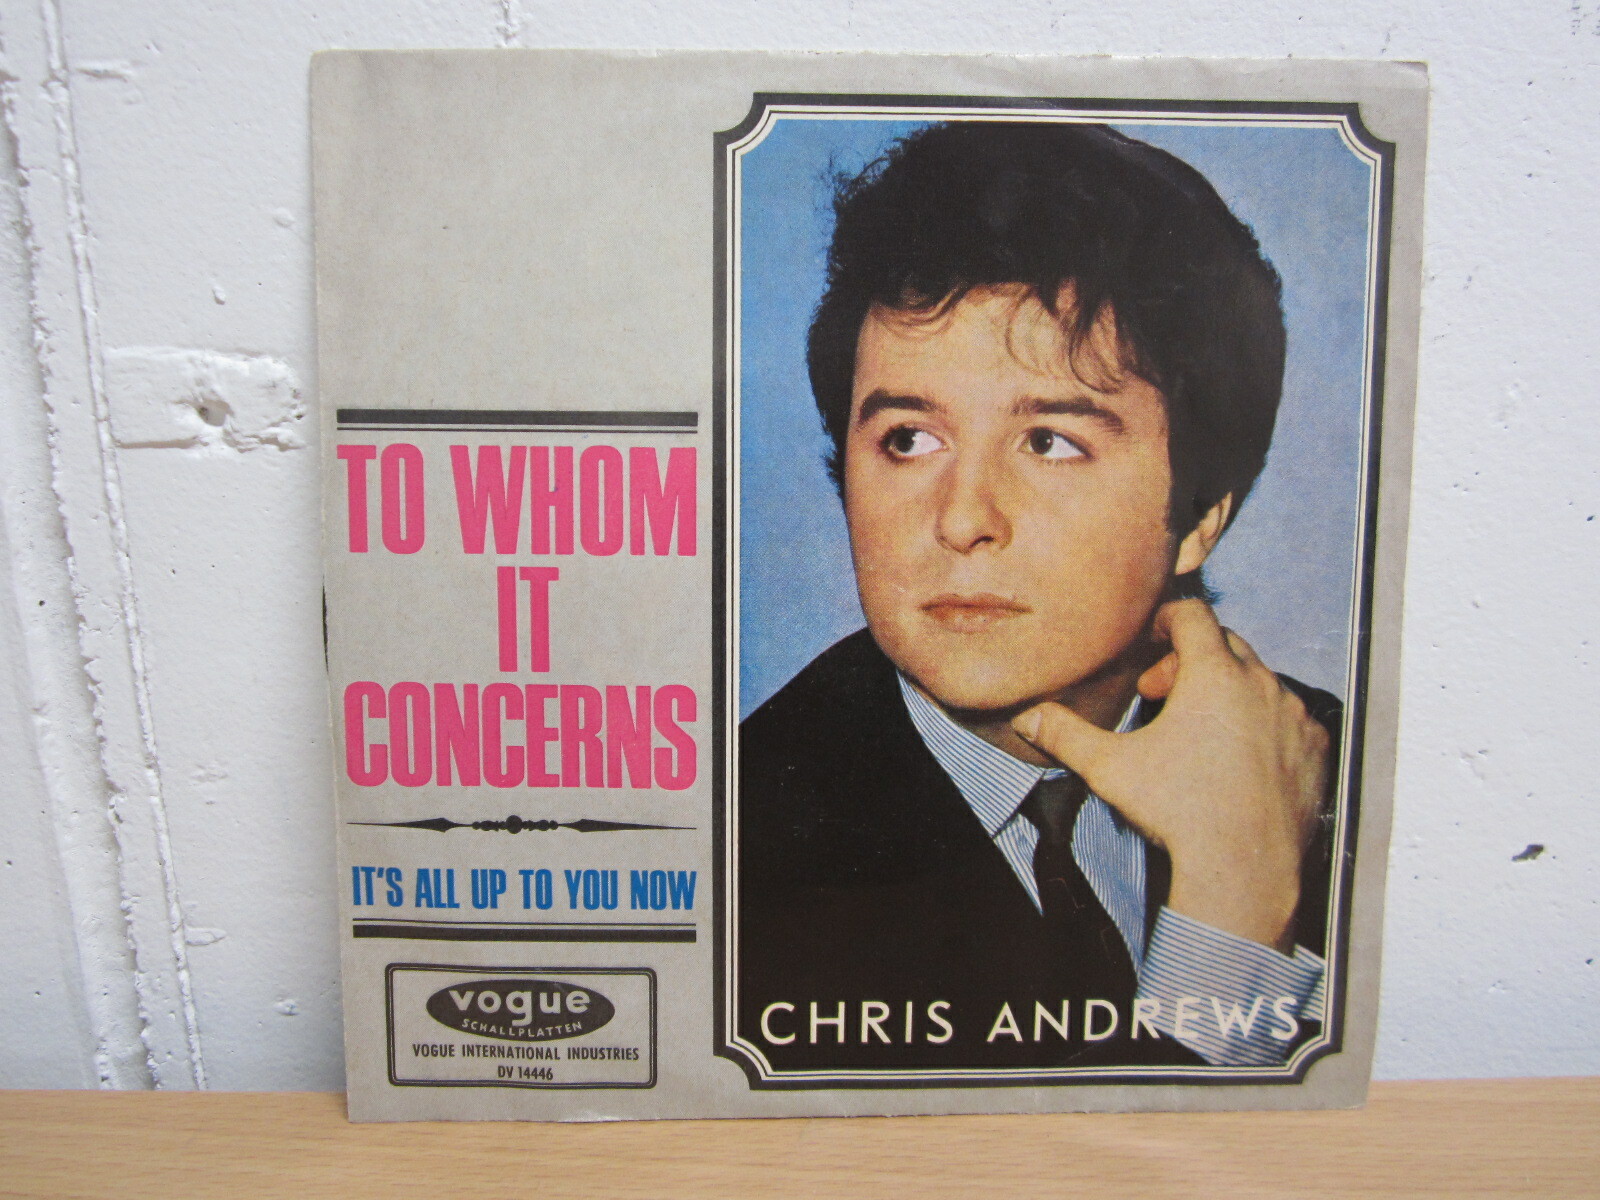 TO WHOM
IT
CONCERNS
IT'S ALL UP TO YOU NOW
vogue
SCHALLPLATTEN
VOGUE INTERNATIONAL INDUSTRIES
DV 14446
CHRIS ANDREWS